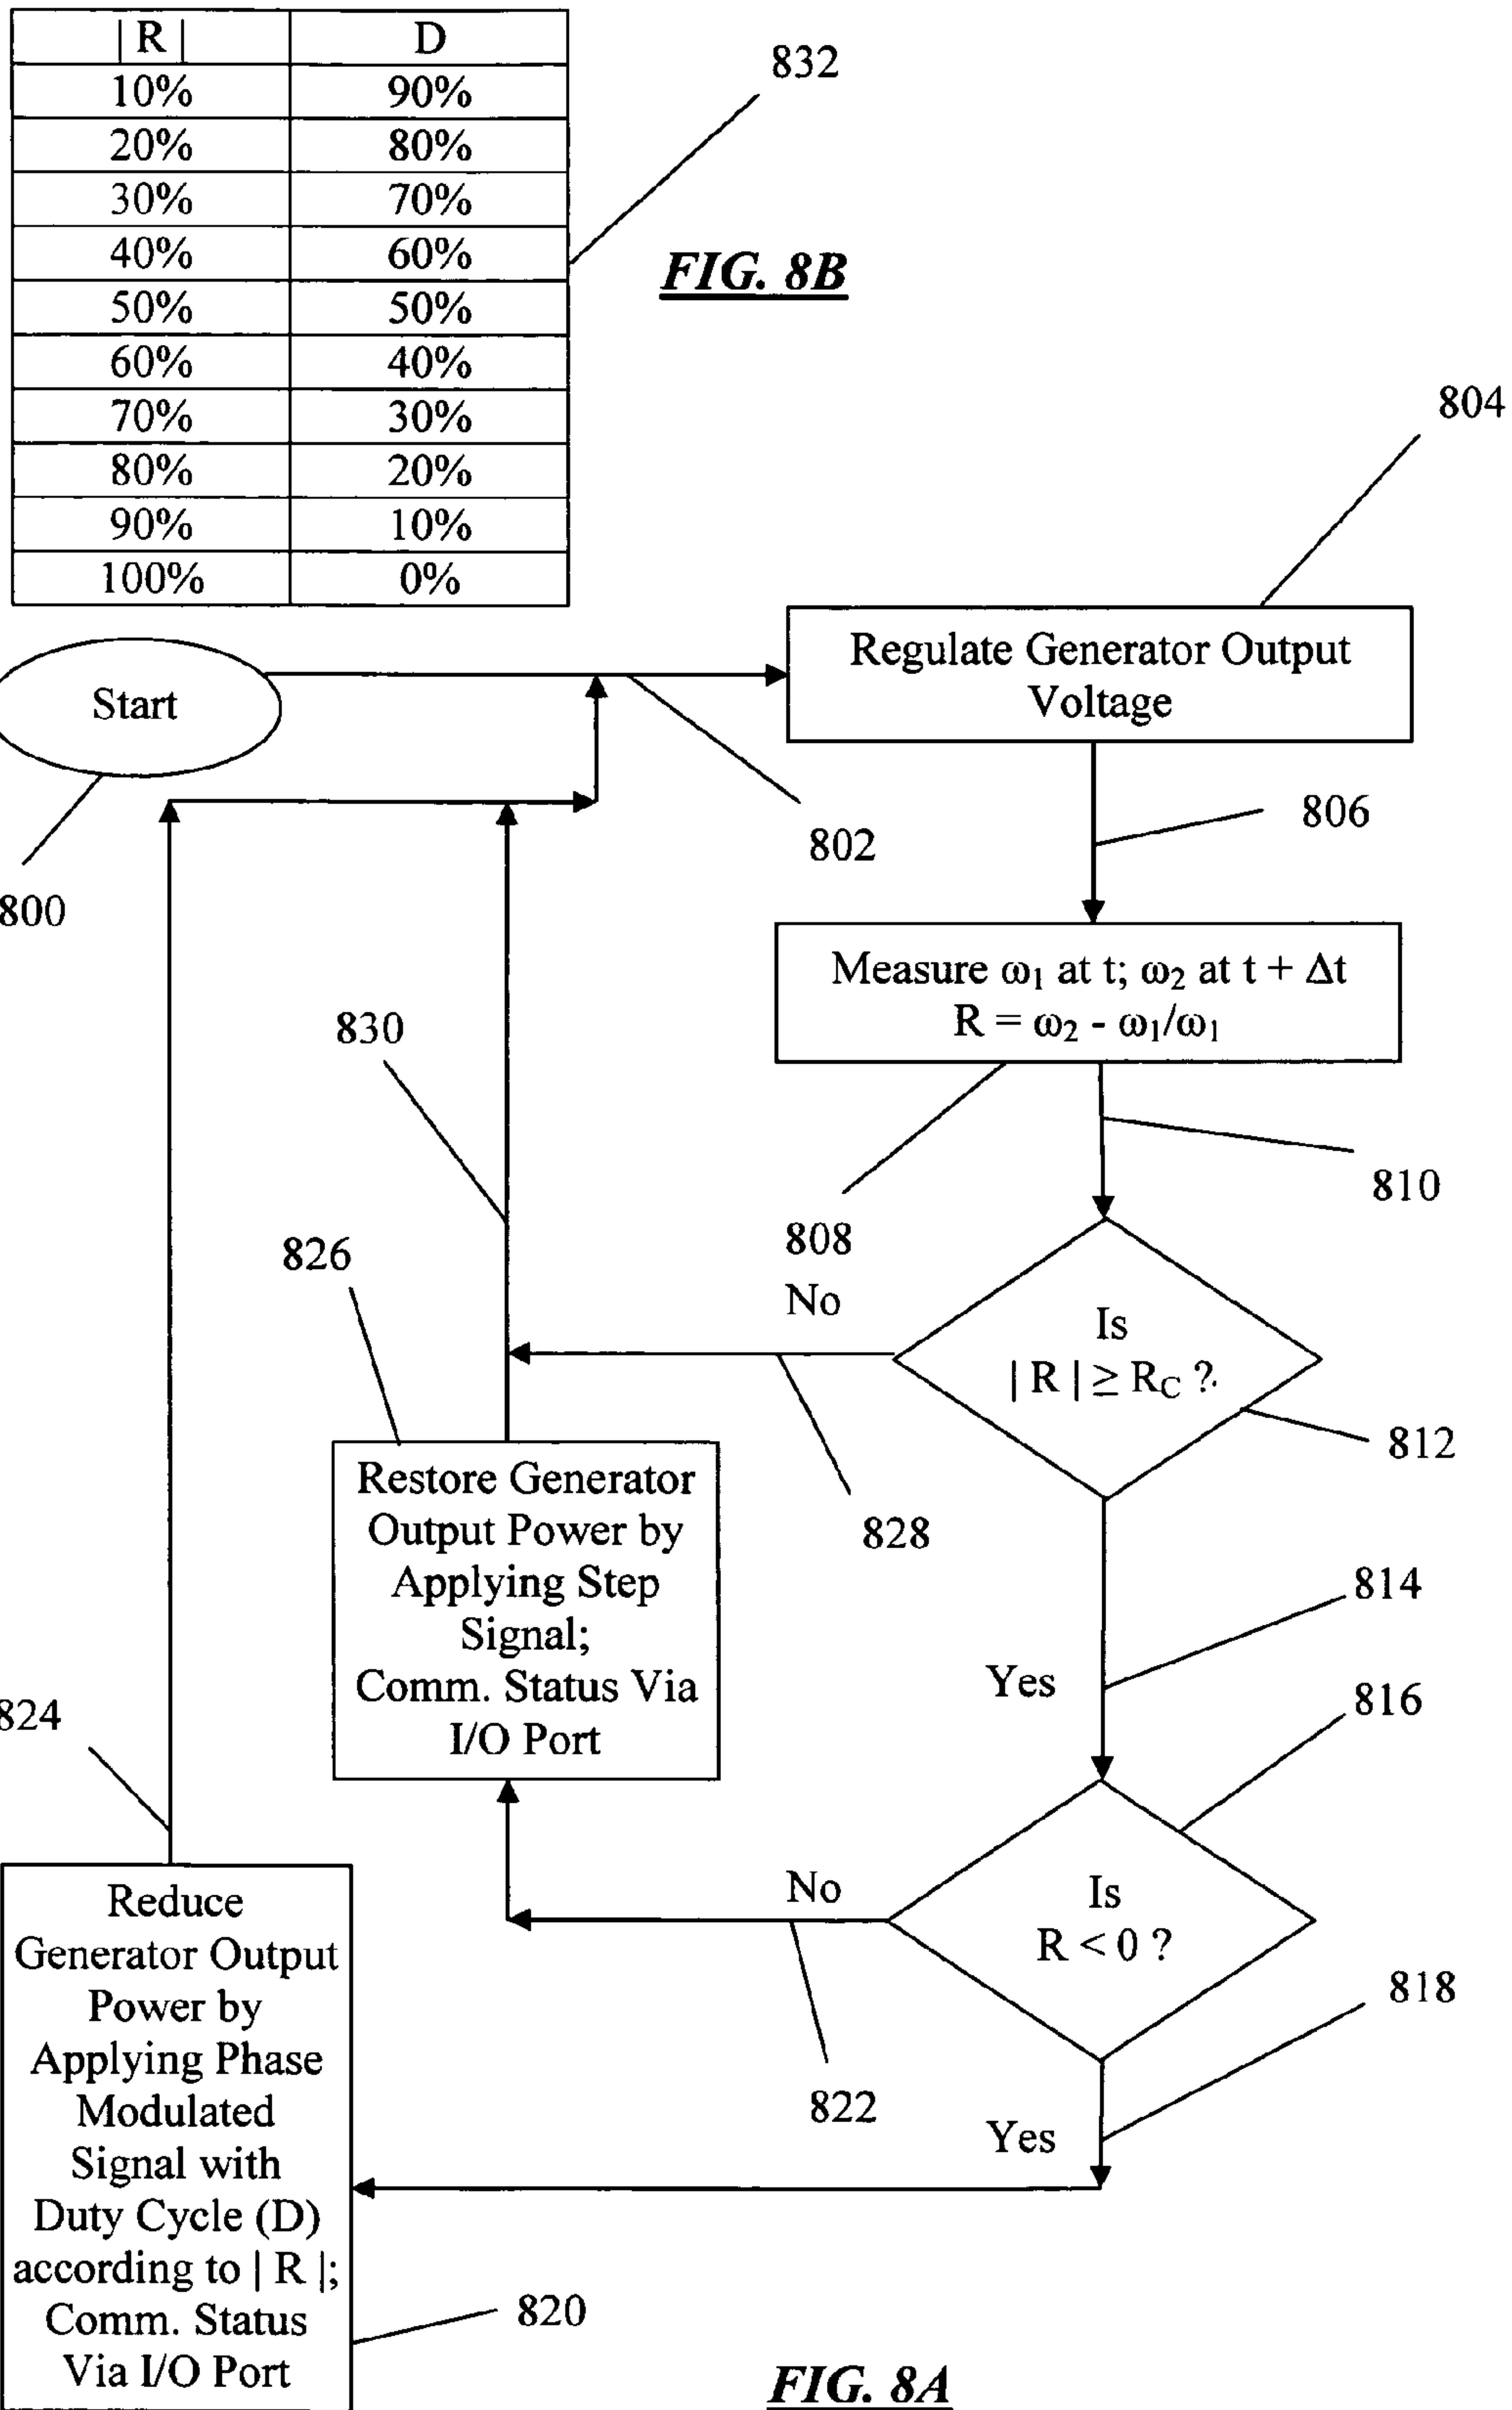 | R | D
10% 90%
20% 80%
30% 70%
40% 60%
50% 50%
60% 40%
70% 30%
80% 20%
90% 10%
100% 0%
832
FIG. 8B
804
Regulate Generator Output
Voltage
Start
802
806
800
Measure ω1 at t; ω2 at t + Δt
R = ω2 - ω1/ω1
830
810
808
826
No
Is
| R | ≥ RC ?
812
828
Restore Generator
Output Power by
Applying Step
Signal;
Comm. Status Via
I/O Port
814
Yes
816
824
No
Is
R < 0 ?
818
822
Yes
Reduce
Generator Output
Power by
Applying Phase
Modulated
Signal with
Duty Cycle (D)
according to | R |;
Comm. Status
Via I/O Port
820
FIG. 8A